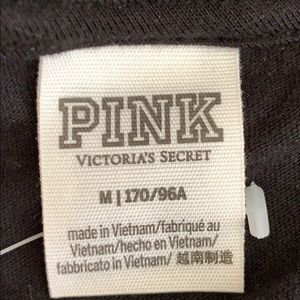 PINK
VICTORIA'S SECRET
M | 170/96A
made in Vietnam/fabriqué au
Vietnam/hecho en Vietnam/
fabbricato in Vietnam/ 越南制造